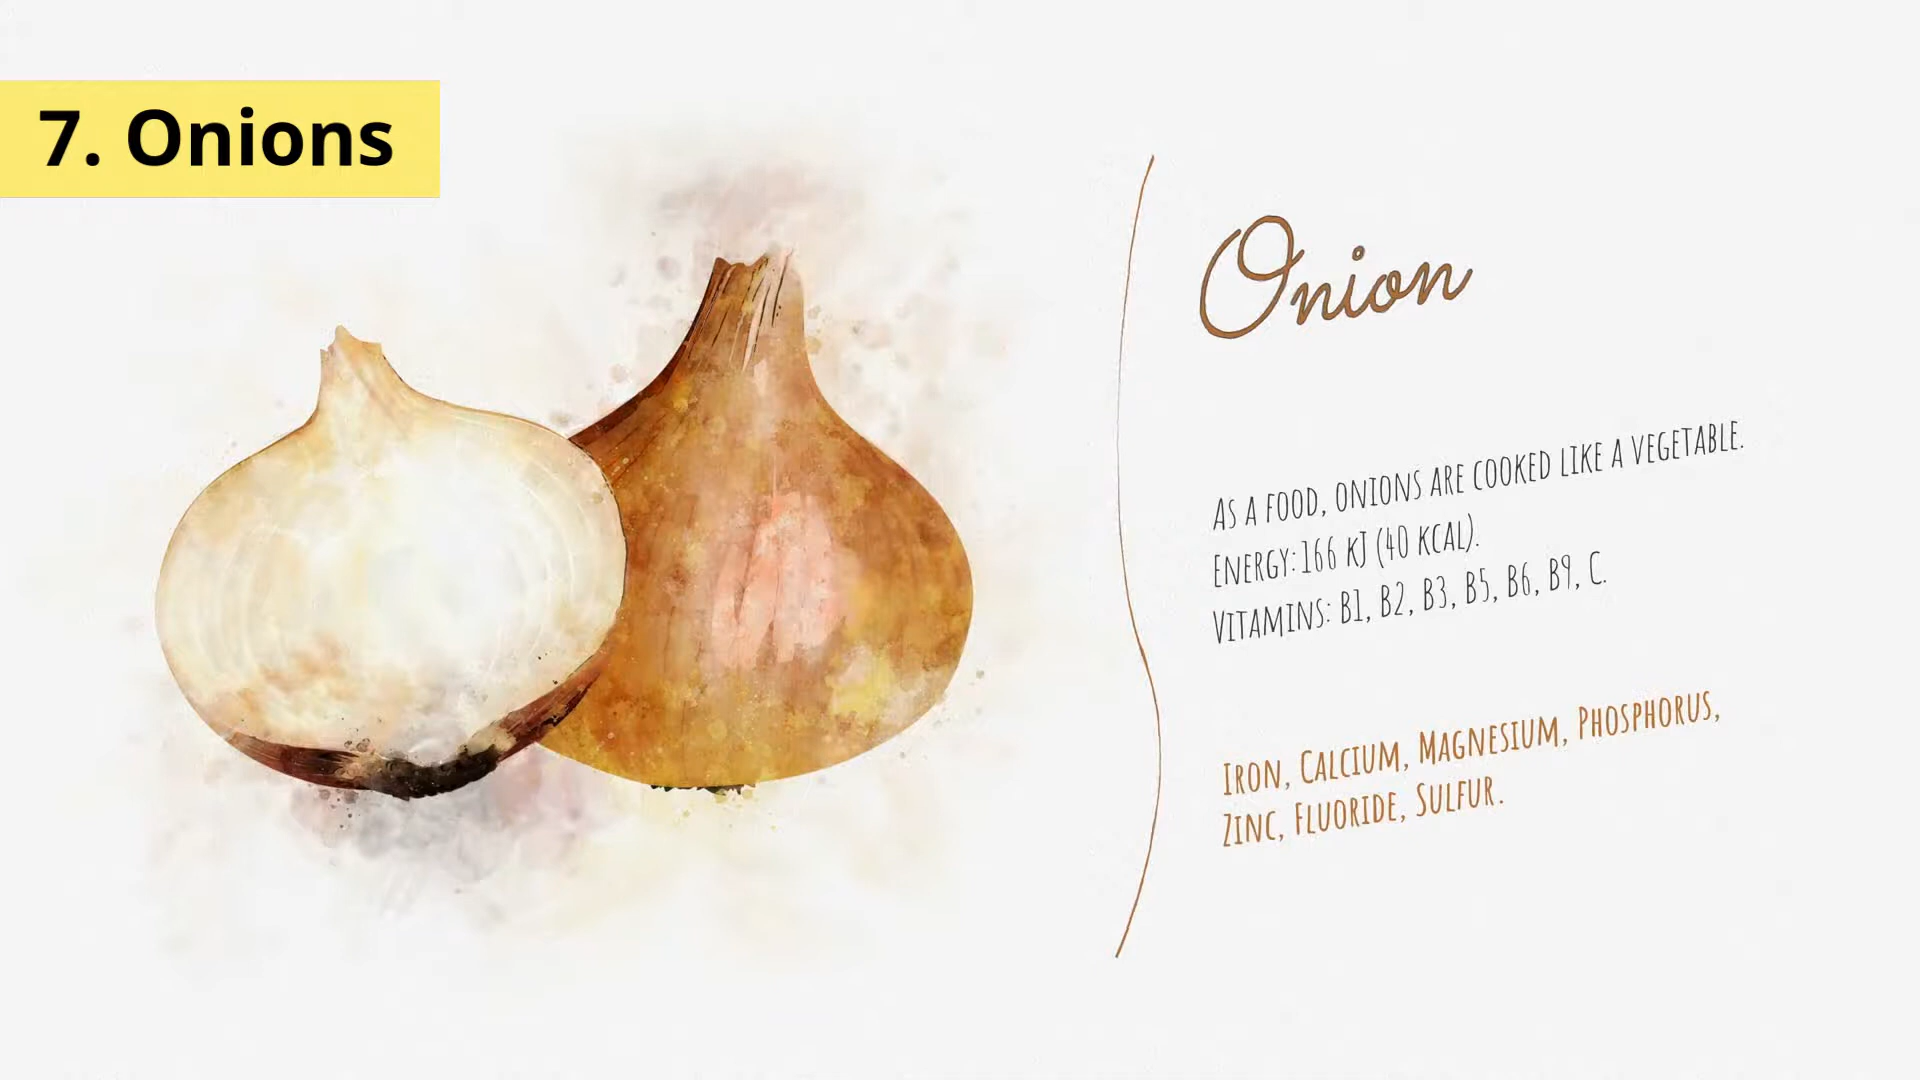 7. Onions
Onion
As a food, onions are cooked like a vegetable.
Energy: 166 kJ (40 kcal).
Vitamins: B1, B2, B3, B5, B6, B9, C.
Iron, Calcium, Magnesium, Phosphorus,
Zinc, Fluoride, Sulfur.